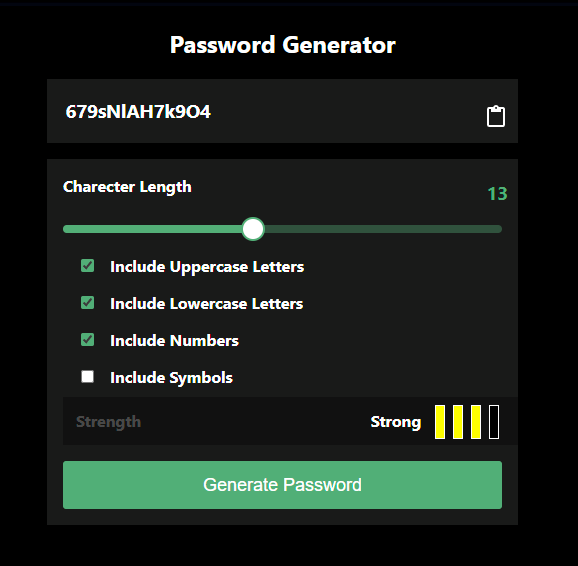 Password Generator
679sNlAH7k9O4
Charecter Length
13
Include Uppercase Letters
Include Lowercase Letters
Include Numbers
Include Symbols
Strength
Strong
Generate Password